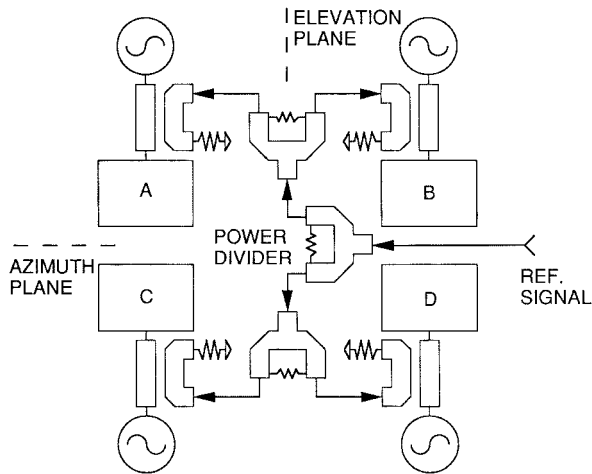 ELEVATION
PLANE
A
B
POWER
DIVIDER
AZIMUTH
PLANE
REF.
SIGNAL
C
D